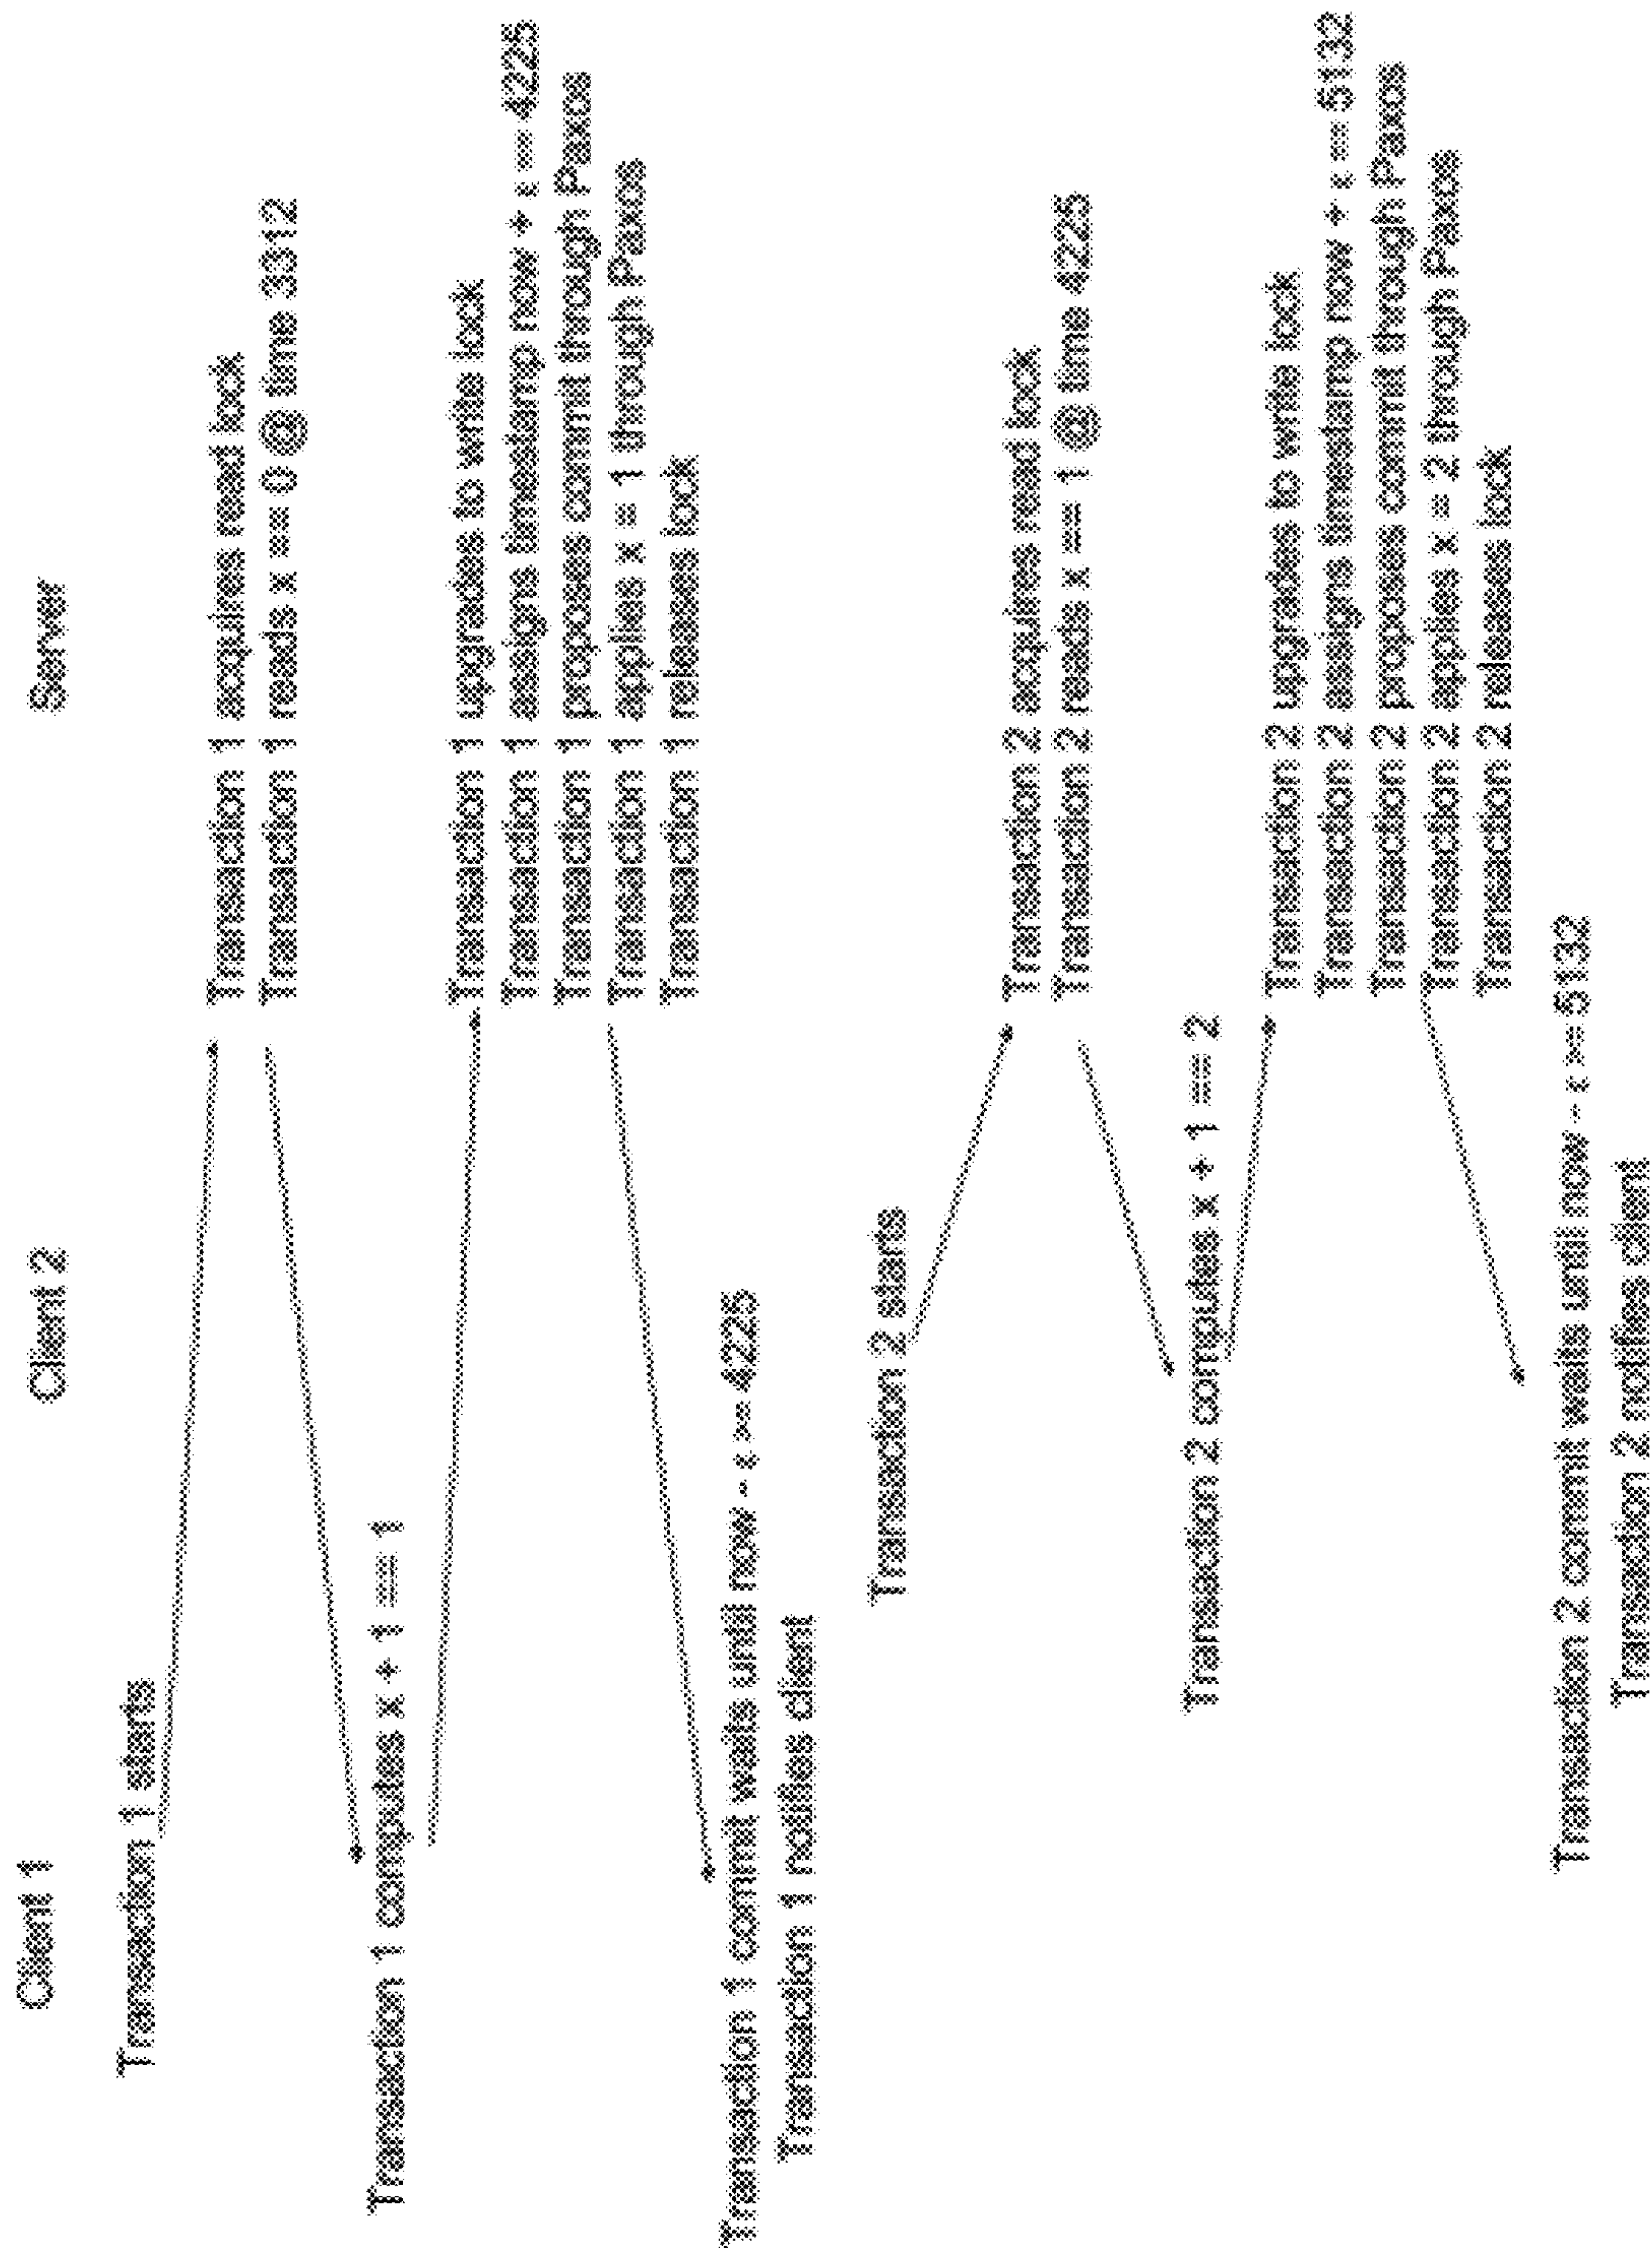 Client 1
Client 2
Server
Transaction 1 starts
Transaction 1 acquires read lock
Transaction 1 reads x == 0 @ time 3312
Transaction 1 computes x + 1 == 1
Transaction 1 upgrades to write lock
Transaction 1 assigns timestamp now + ε == 4225
Transaction 1 proposes commit through Paxos
Transaction 1 applies x = 1 through Paxos
Transaction 1 releases lock
Transaction 1 commit waits until now - ε >= 4225
Transaction 1 notifies client
Transaction 2 starts
Transaction 2 acquires read lock
Transaction 2 reads x == 1 @ time 4225
Transaction 2 computes x + 1 == 2
Transaction 2 upgrades to write lock
Transaction 2 assigns timestamp now + ε == 5132
Transaction 2 proposes commit through Paxos
Transaction 2 applies x = 2 through Paxos
Transaction 2 releases lock
Transaction 2 commit waits until now - ε >= 5132
Transaction 2 notifies client